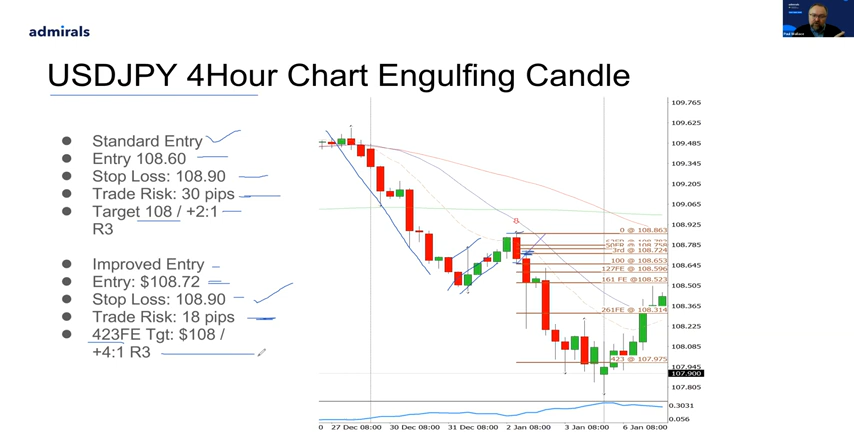 admirals
USDJPY 4Hour Chart Engulfing Candle
Standard Entry
Entry 108.60
Stop Loss: 108.90
Trade Risk: 30 pips
Target 108 / +2:1
R3
Improved Entry
Entry: $108.72
Stop Loss: 108.90
Trade Risk: 18 pips
423FE Tgt: $108 /
+4:1 R3
109.765
109.625
109.485
109.345
109.205
109.065
108.925
108.785
108.645
108.505
108.365
108.225
108.085
107.945
107.900
107.805
0.3031
0.056
8
0 @ 108.863
3rd @ 108.724
100 @ 108.653
127FE @ 108.596
161 FE @108.523
261FE @ 108.314
423 @ 107.975
0 27 Dec 08:00 30 Dec 08:00 31 Dec 08:00 2 Jan 08:00 3 Jan 08:00 6 Jan 08:00